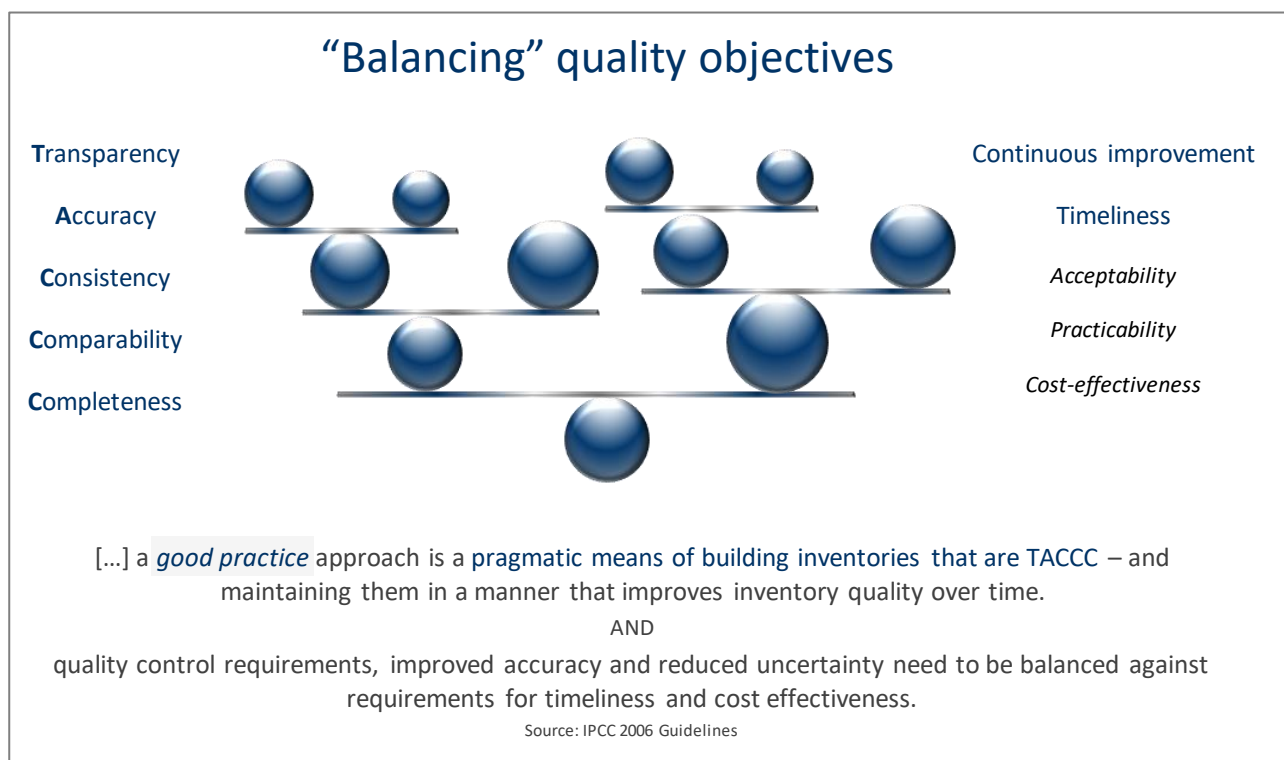 “Balancing” quality objectives
Transparency
Accuracy
Consistency
Comparability
Completeness
Continuous improvement
Timeliness
Acceptability
Practicability
Cost-effectiveness
[...] a good practice approach is a pragmatic means of building inventories that are TACCC – and
maintaining them in a manner that improves inventory quality over time.
AND
quality control requirements, improved accuracy and reduced uncertainty need to be balanced against
requirements for timeliness and cost effectiveness.
Source: IPCC 2006 Guidelines